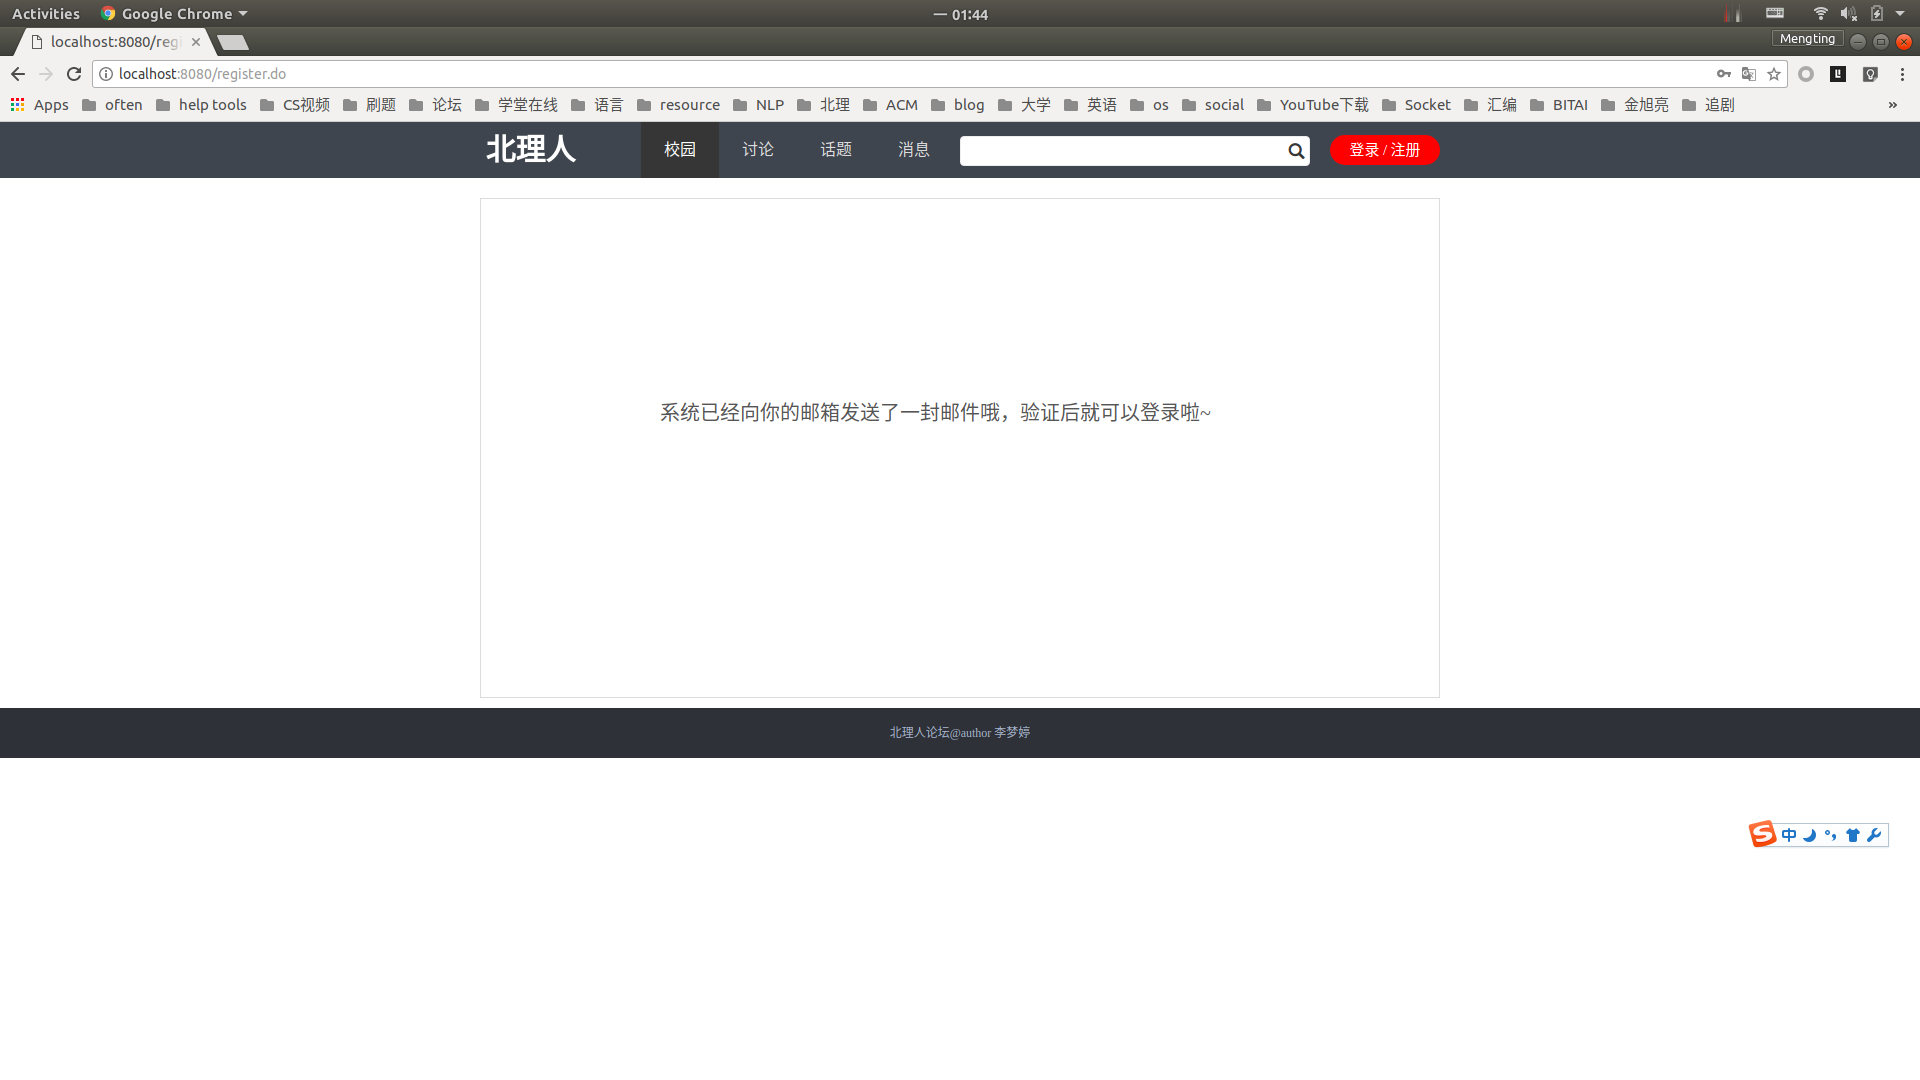 Activities Google Chrome 一 01:44
localhost:8080/regi Mengting
localhost:8080/register.do
Apps often help tools CS视频 刷题 论坛 学堂在线 语言 resource NLP 北理 ACM blog 大学 英语 os social YouTube下载 Socket 汇编 BITAI 金旭亮 追剧 »
北理人 校园 讨论 话题 消息 登录 / 注册
系统已经向你的邮箱发送了一封邮件哦，验证后就可以登录啦~
北理人论坛@author 李梦婷
中